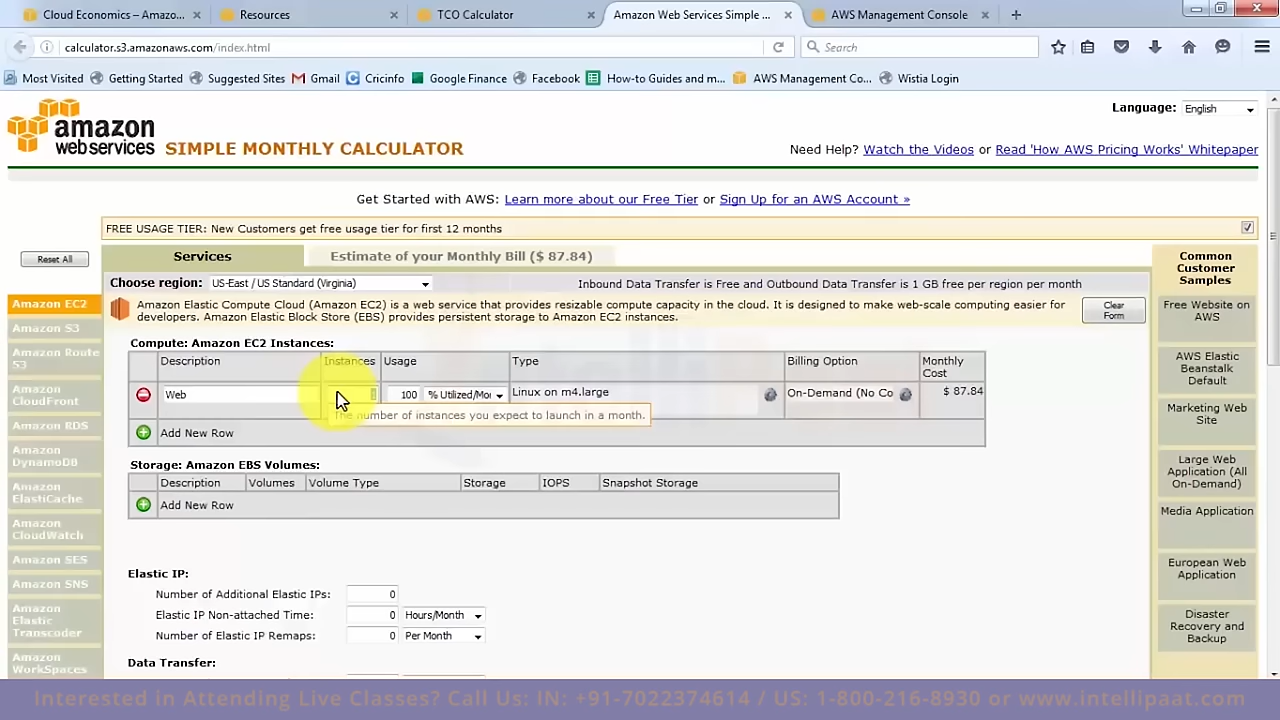 Cloud Economics – Amazo...
Resources
TCO Calculator
Amazon Web Services Simple ...
AWS Management Console
calculator.s3.amazonaws.com/index.html
Search
Most Visited
Getting Started
Suggested Sites
Gmail
Cricinfo
Google Finance
Facebook
How-to Guides and m...
AWS Management Co...
Wistia Login
Language: English
amazon
web services
SIMPLE MONTHLY CALCULATOR
Need Help? Watch the Videos or Read 'How AWS Pricing Works' Whitepaper
Get Started with AWS: Learn more about our Free Tier or Sign Up for an AWS Account »
FREE USAGE TIER: New Customers get free usage tier for first 12 months
Reset All
Services
Estimate of your Monthly Bill ($ 87.84)
Choose region: US-East / US Standard (Virginia)
Inbound Data Transfer is Free and Outbound Data Transfer is 1 GB free per region per month
Amazon Elastic Compute Cloud (Amazon EC2) is a web service that provides resizable compute capacity in the cloud. It is designed to make web-scale computing easier for
developers. Amazon Elastic Block Store (EBS) provides persistent storage to Amazon EC2 instances.
Clear
Form
Compute: Amazon EC2 Instances:
Description
Instances
Usage
Type
Billing Option
Monthly
Cost
Web
100
% Utilized/Mor
Linux on m4.large
On-Demand (No Co
$ 87.84
The number of instances you expect to launch in a month.
Add New Row
Storage: Amazon EBS Volumes:
Description
Volumes
Volume Type
Storage
IOPS
Snapshot Storage
Add New Row
Elastic IP:
Number of Additional Elastic IPs: 0
Elastic IP Non-attached Time: 0 Hours/Month
Number of Elastic IP Remaps: 0 Per Month
Data Transfer:
Amazon EC2
Amazon S3
Amazon Route
53
Amazon
CloudFront
Amazon RDS
Amazon
DynamoDB
Amazon
ElastiCache
Amazon
CloudWatch
Amazon SES
Amazon SNS
Amazon
Elastic
Transcoder
Amazon
WorkSpaces
Common
Customer
Samples
Free Website on
AWS
AWS Elastic
Beanstalk
Default
Marketing Web
Site
Large Web
Application (All
On-Demand)
Media Application
European Web
Application
Disaster
Recovery and
Backup
Interested in Attending Live Classes? Call Us: IN: +91-7022374614 / US: 1-800-216-8930 or www.intellipaat.com